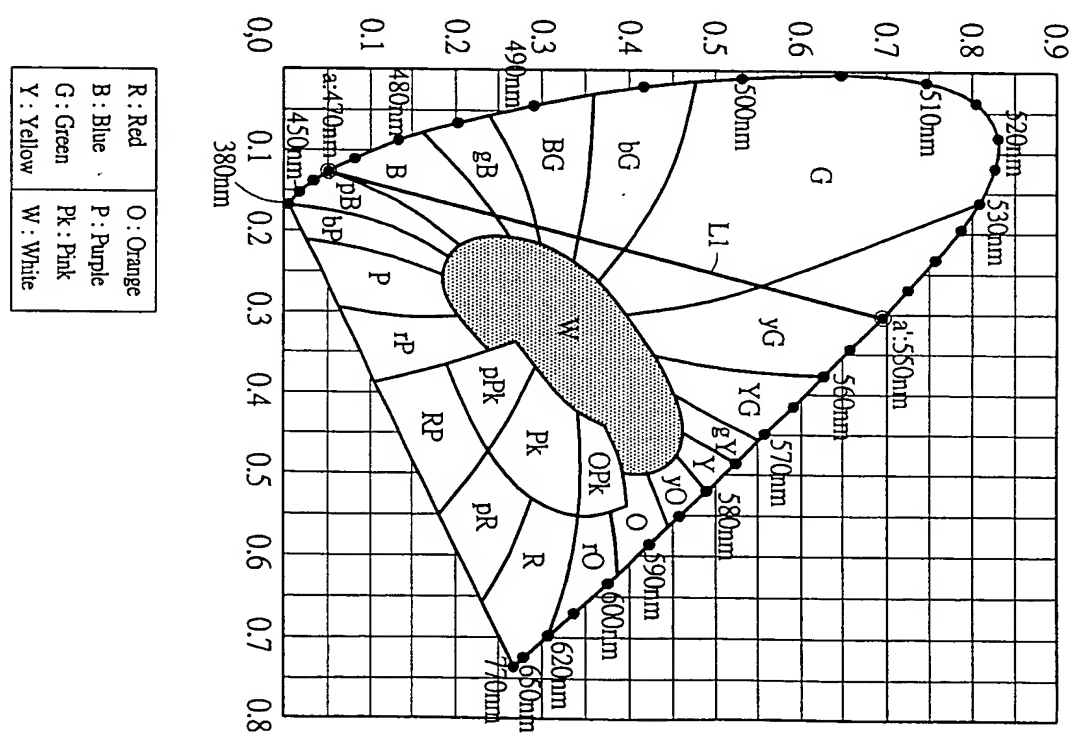 0.9
0.8
0.7
0.6
0.5
0.4
0.3
0.2
0.1
0,0
520nm
530nm
510nm
a':550nm
G
560nm
yG
500nm
L1
YG
570nm
gY
580nm
Y
yO
590nm
bG
O
600nm
OPk
rO
BG
W
620nm
490nm
Pk
R
650nm
gB
pPk
pR
770nm
480nm
B
P
rP
RP
a:470nm
pB
bP
450nm
380nm
0.1
0.2
0.3
0.4
0.5
0.6
0.7
0.8
R : Red O : Orange
B : Blue P : Purple
G : Green Pk : Pink
Y : Yellow W : White